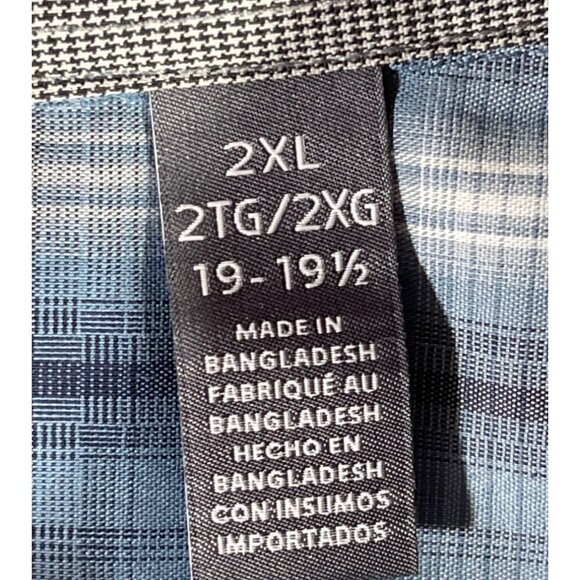 2XL
2TG/2XG
19-19½
MADE IN
BANGLADESH
FABRIQUÉ AU
BANGLADESH
HECHO EN
BANGLADESH
CON INSUMOS
IMPORTADOS